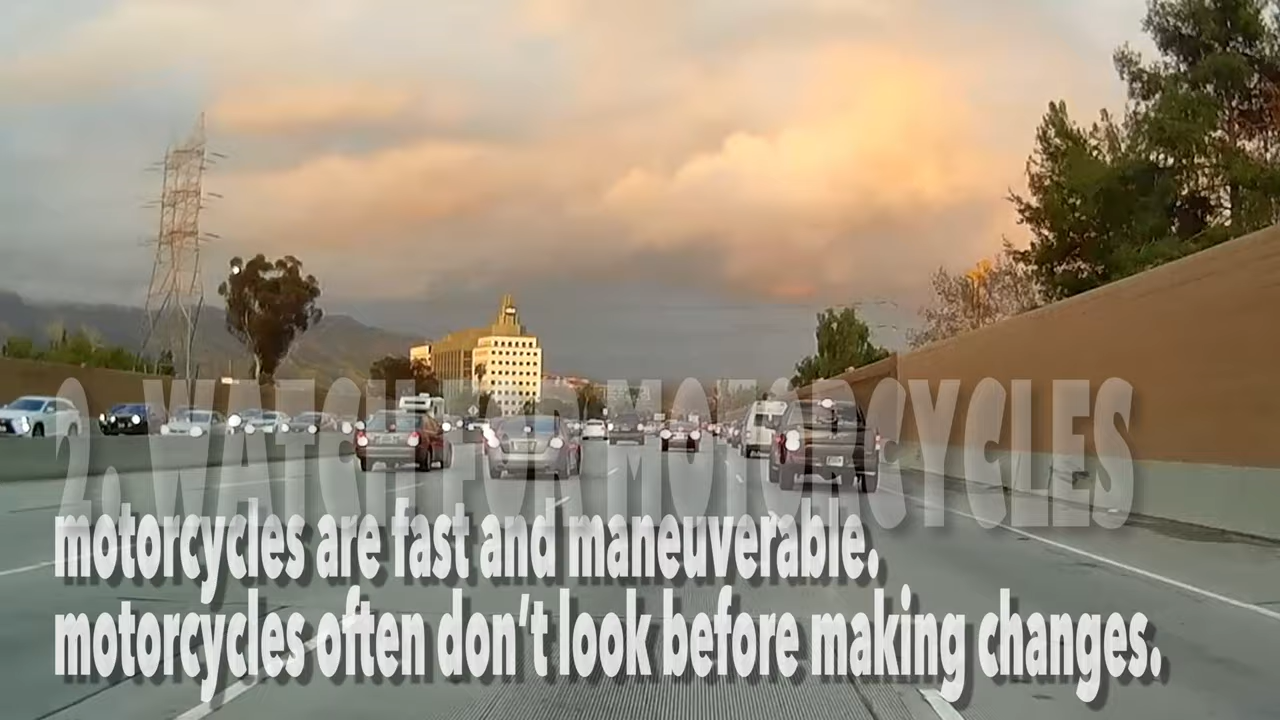 2. WATCH FOR MOTORCYCLES
motorcycles are fast and maneuverable.
motorcycles often don't look before making changes.